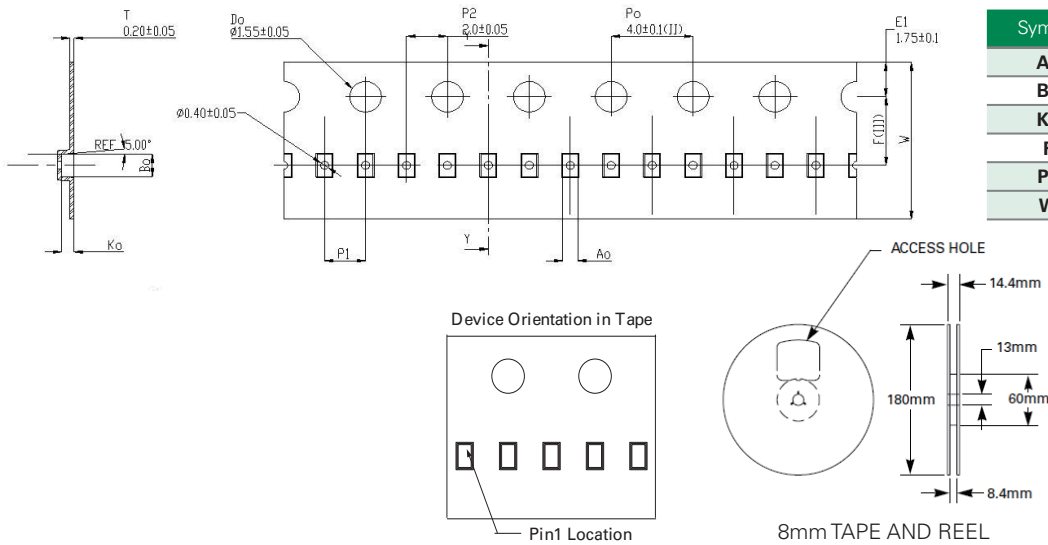 T
0.20±0.05
REF 5.00°
Bo
Ko
Do
Ø1.55±0.05
P2
2.0±0.05
Y
Po
4.0±0.1(II)
E1
1.75±0.1
Ø0.40±0.05
F(III)
W
Y
P1
Ao
Sym
A
B
K
P
W
Device Orientation in Tape
Pin1 Location
ACCESS HOLE
14.4mm
13mm
180mm
60mm
8.4mm
8mm TAPE AND REEL